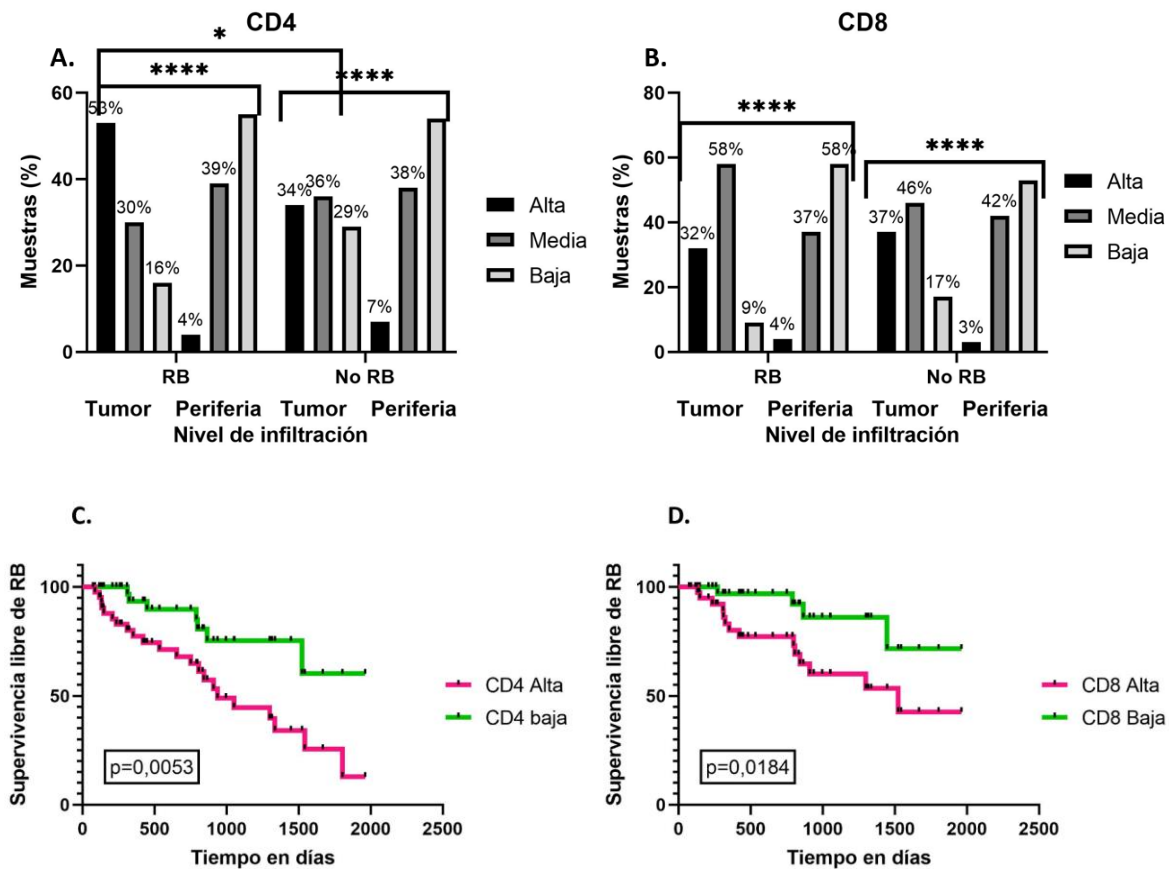 CD4
A.
*
****
****
60
40
20
0
Muestras (%)
53%
30%
16%
4%
39%
34%
36%
29%
7%
38%
Alta
Media
Baja
RB
No RB
Tumor Periferia Tumor Periferia
Nivel de infiltración
CD8
B.
****
****
80
60
40
20
0
Muestras (%)
32%
58%
9%
4%
37%
58%
37%
46%
17%
3%
42%
Alta
Media
Baja
RB
No RB
Tumor Periferia Tumor Periferia
Nivel de infiltración
C.
Supervivencia libre de RB
100
50
0
p=0,0053
CD4 Alta
CD4 baja
0 500 1000 1500 2000 2500
Tiempo en días
D.
Supervivencia libre de RB
100
50
0
p=0,0184
CD8 Alta
CD8 Baja
0 500 1000 1500 2000 2500
Tiempo en días